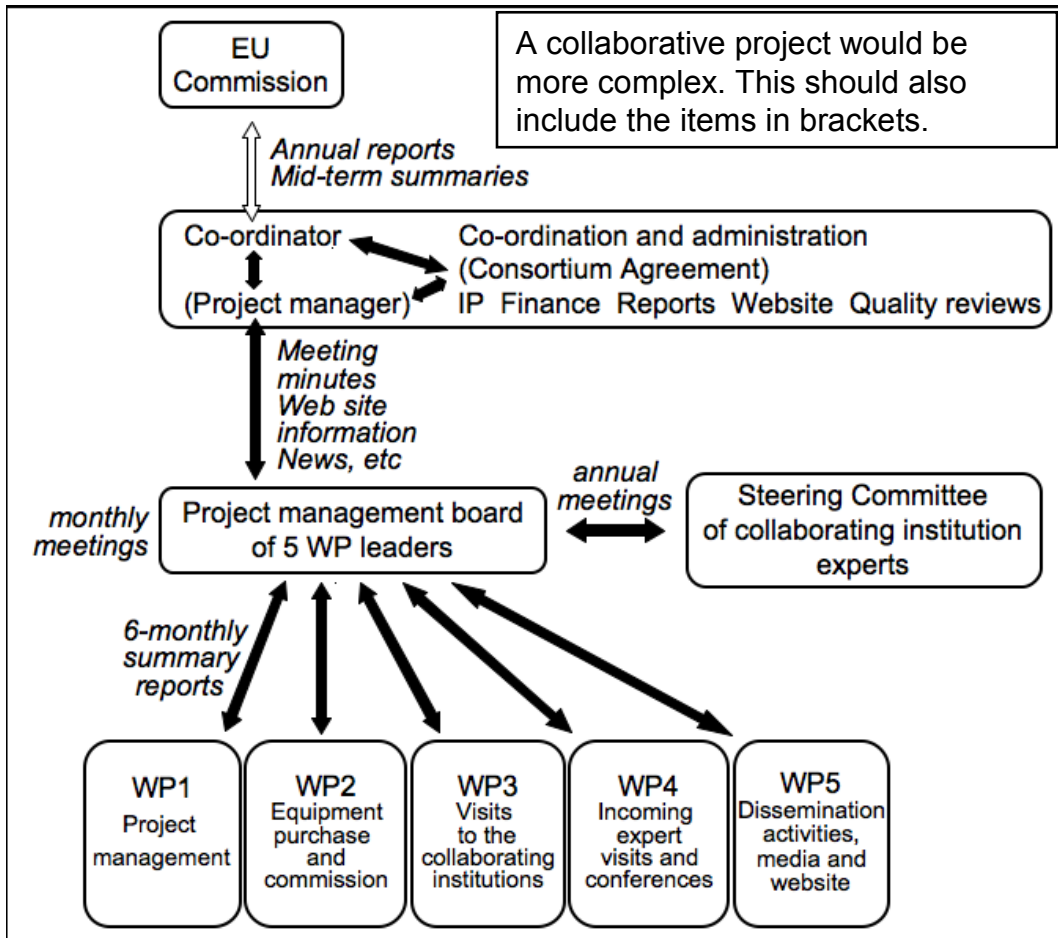 EU
Commission
A collaborative project would be
more complex. This should also
include the items in brackets.
Annual reports
Mid-term summaries
Co-ordinator
Co-ordination and administration
(Consortium Agreement)
(Project manager)
IP Finance Reports Website Quality reviews
Meeting
minutes
Web site
information
News, etc
monthly
meetings
Project management board
of 5 WP leaders
annual
meetings
Steering Committee
of collaborating institution
experts
6-monthly
summary
reports
WP1
Project
management
WP2
Equipment
purchase
and
commission
WP3
Visits
to the
collaborating
institutions
WP4
Incoming
expert
visits and
conferences
WP5
Dissemination
activities,
media and
website